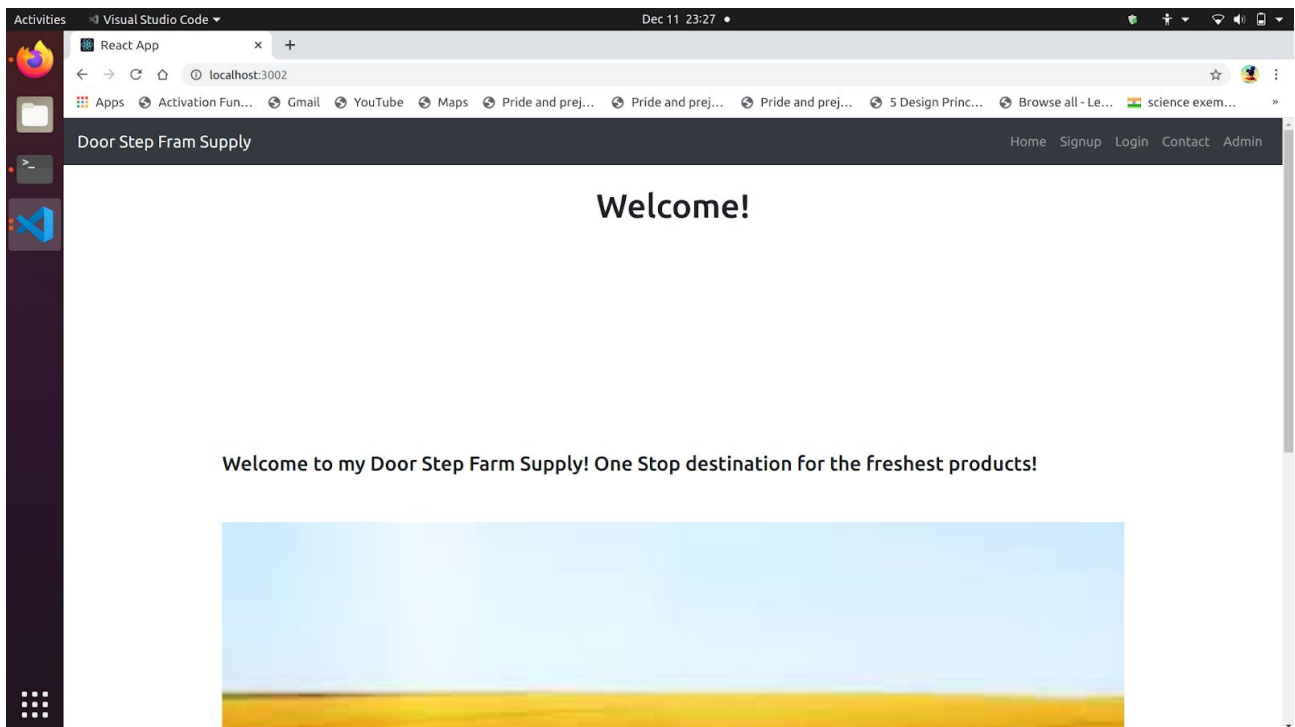 Activities Visual Studio Code Dec 11 23:27
React App
localhost:3002
Apps Activation Fun... Gmail YouTube Maps Pride and prej... Pride and prej... Pride and prej... 5 Design Princ... Browse all - Le... science exem... »
Door Step Fram Supply Home Signup Login Contact Admin
Welcome!
Welcome to my Door Step Farm Supply! One Stop destination for the freshest products!